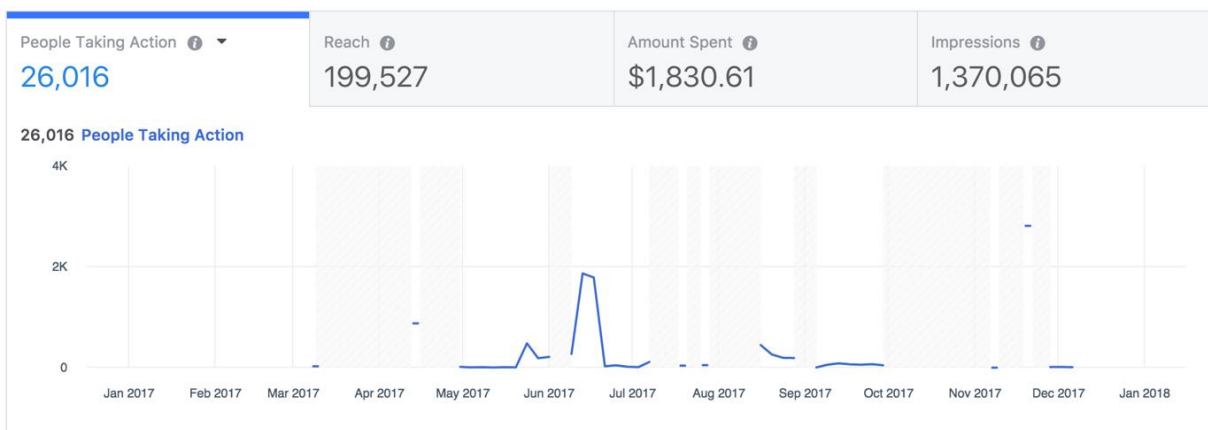 People Taking Action
26,016
Reach
199,527
Amount Spent
$1,830.61
Impressions
1,370,065
26,016 People Taking Action
4K
2K
0
Jan 2017 Feb 2017 Mar 2017 Apr 2017 May 2017 Jun 2017 Jul 2017 Aug 2017 Sep 2017 Oct 2017 Nov 2017 Dec 2017 Jan 2018